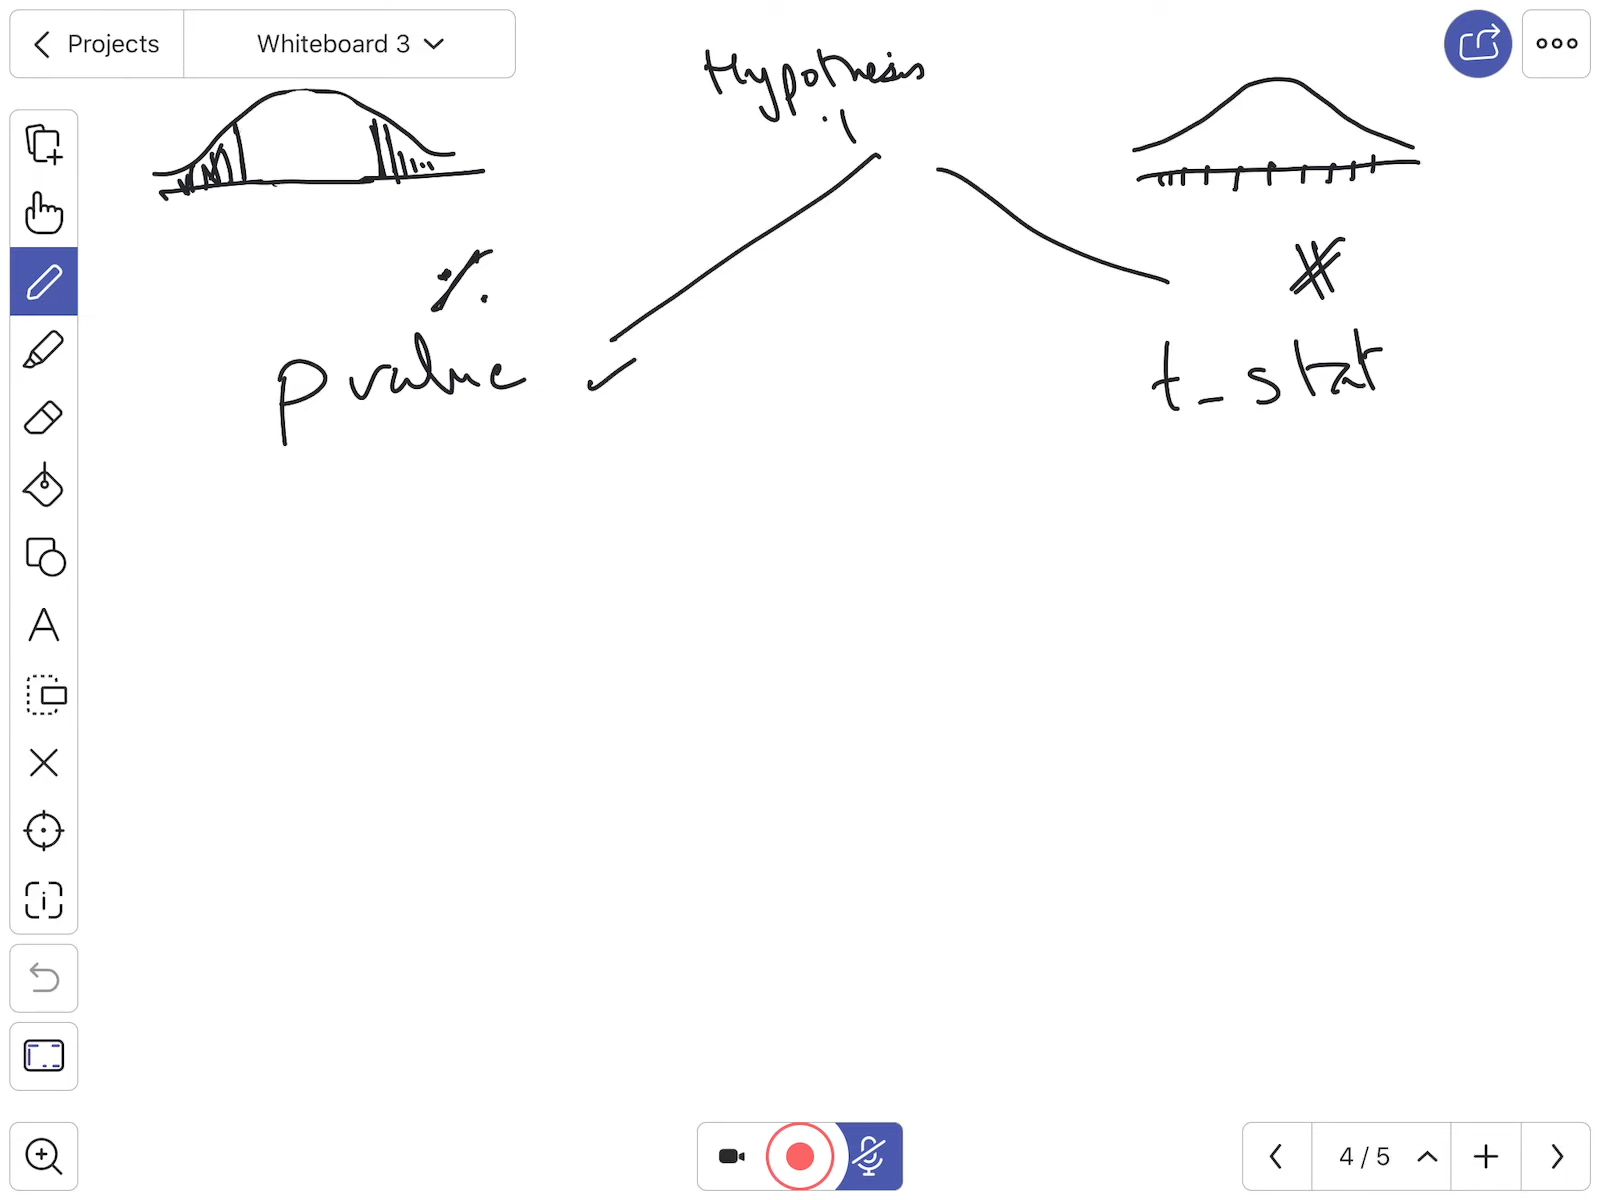 Projects
Whiteboard 3
Hypothesis
%
#
p value
t_stat
4 / 5